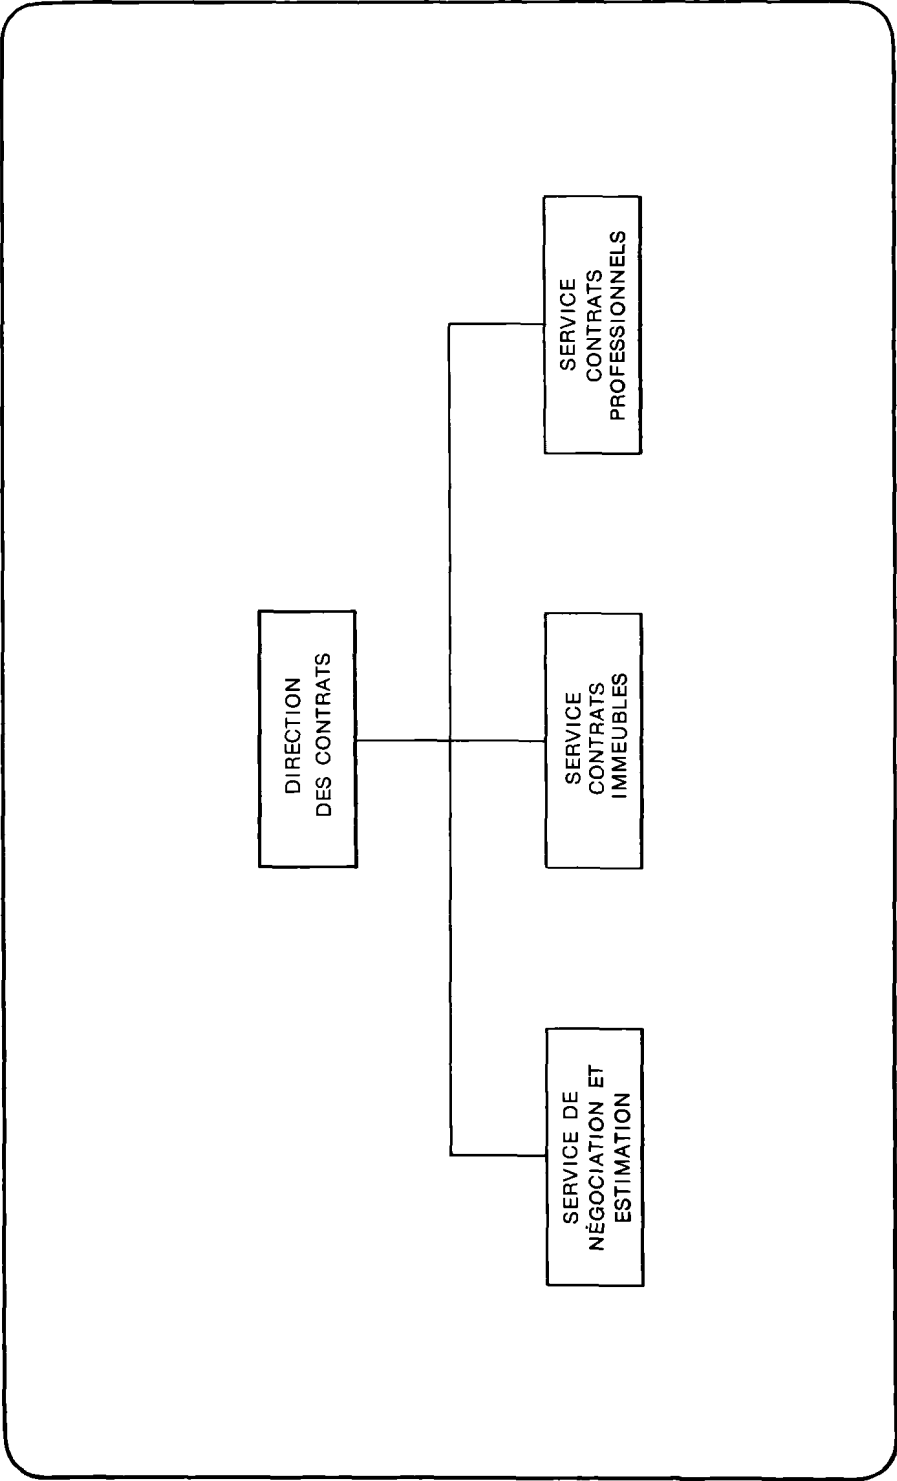 DIRECTION
DES CONTRATS
SERVICE DE
NÉGOCIATION ET
ESTIMATION
SERVICE
CONTRATS
IMMEUBLES
SERVICE
CONTRATS
PROFESSIONNELS